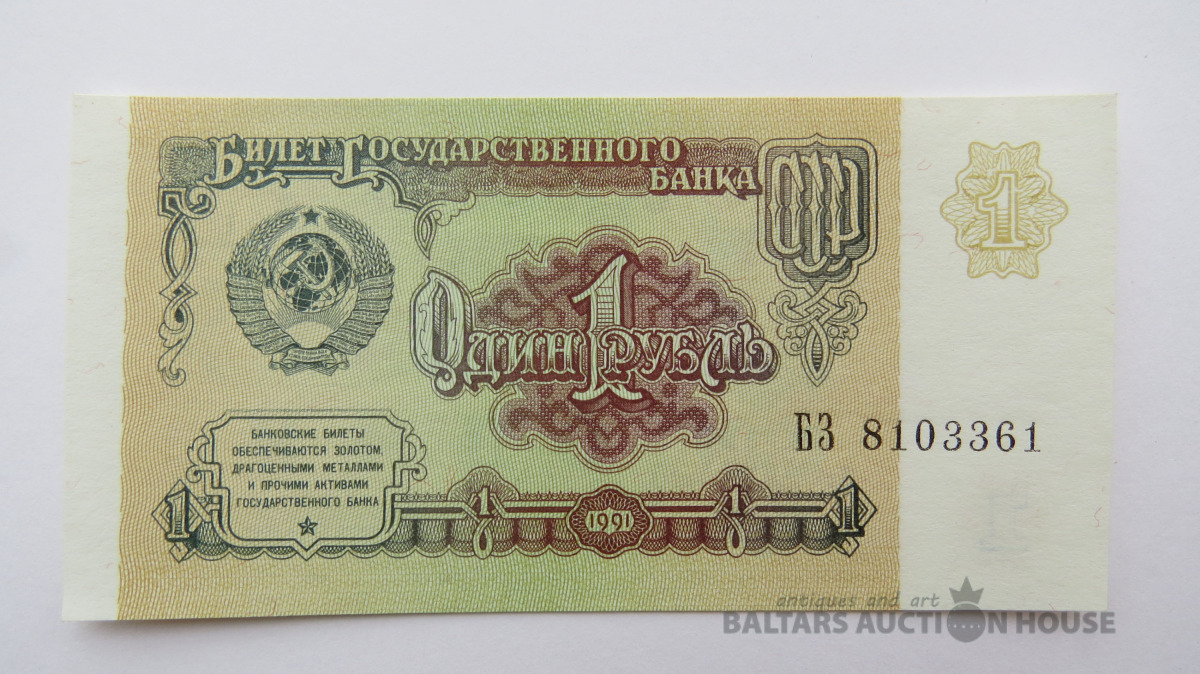 БИЛЕТ ГОСУДАРСТВЕННОГО
БАНКА
СССР
1
ОДИН 1 РУБЛЬ
БЗ 8103361
БАНКОВСКИЕ БИЛЕТЫ
ОБЕСПЕЧИВАЮТСЯ ЗОЛОТОМ,
ДРАГОЦЕННЫМИ МЕТАЛЛАМИ
И ПРОЧИМИ АКТИВАМИ
ГОСУДАРСТВЕННОГО БАНКА
1 1 1991 1 1
antiques and art
BALTARS AUCTION HOUSE